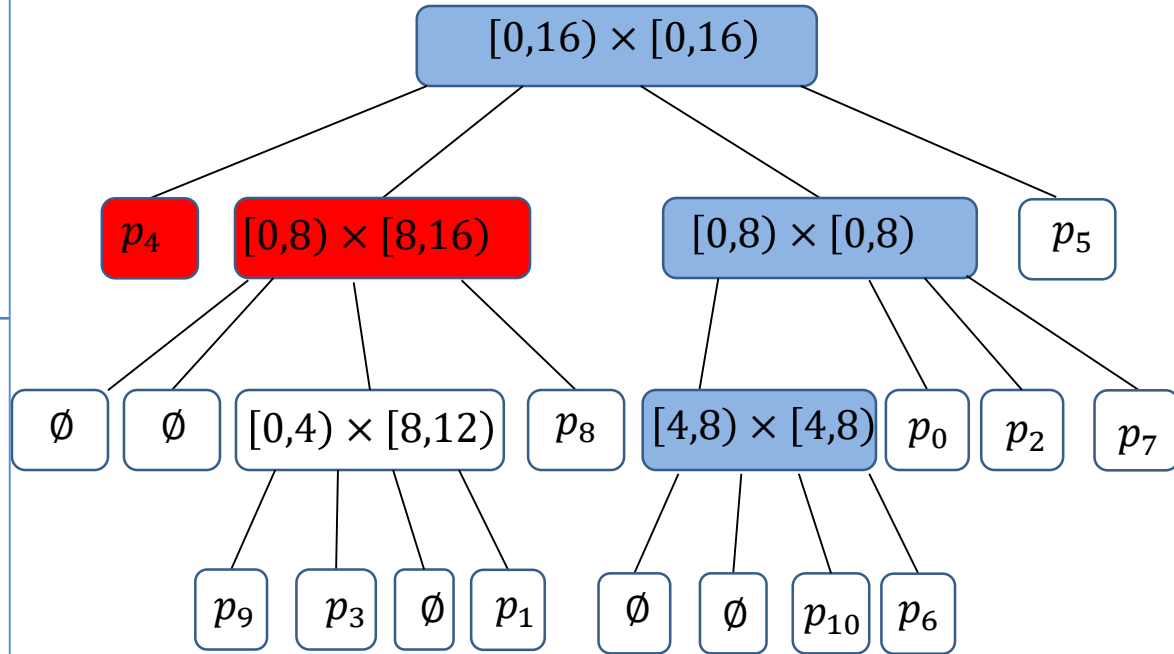 [0,16) × [0,16)
p₄ [0,8) × [8,16) [0,8) × [0,8) p₅
∅ ∅ [0,4) × [8,12) p₈ [4,8) × [4,8) p₀ p₂ p₇
p₉ p₃ ∅ p₁ ∅ ∅ p₁₀ p₆